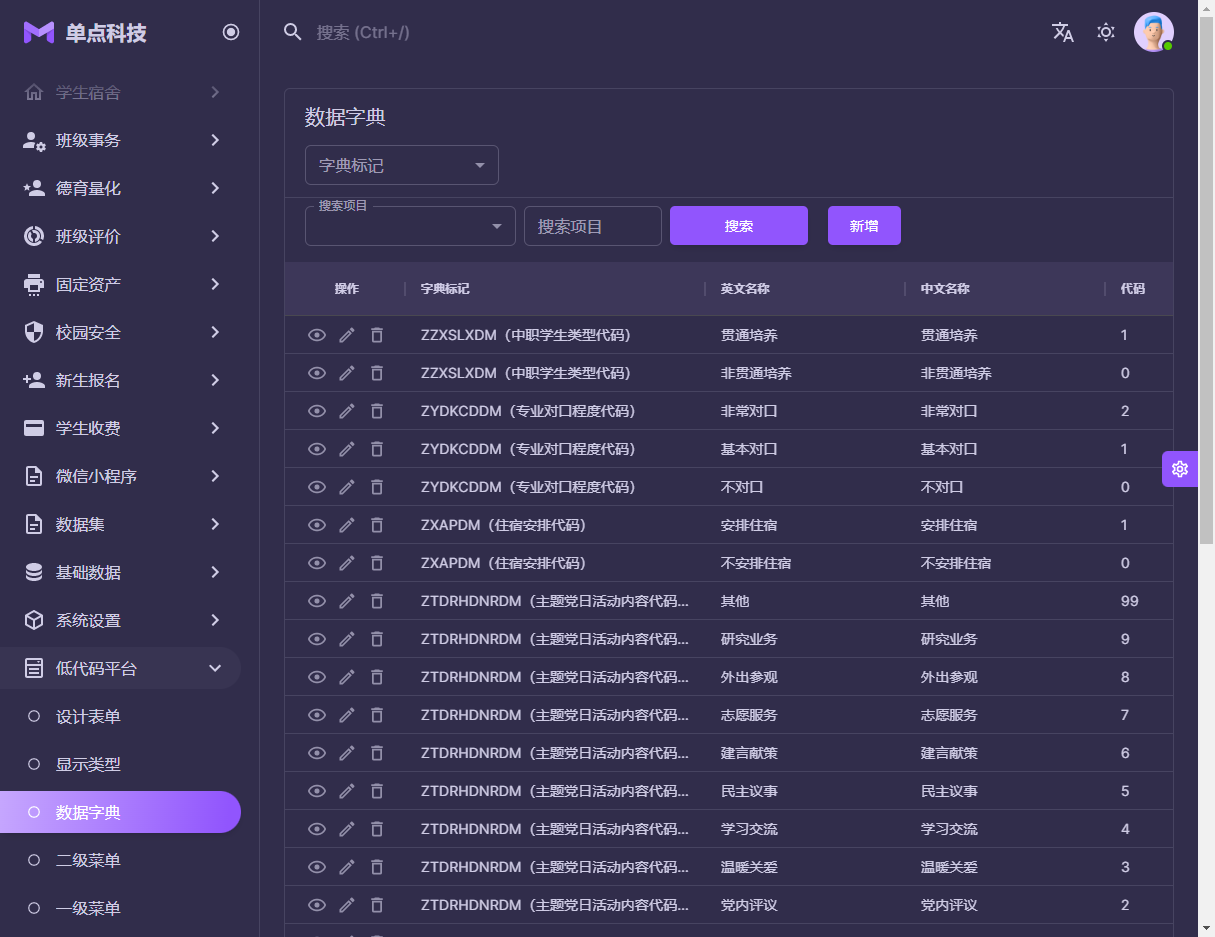 单点科技
搜索 (Ctrl+/)
学生宿舍
班级事务
德育量化
班级评价
固定资产
校园安全
新生报名
学生收费
微信小程序
数据集
基础数据
系统设置
低代码平台
设计表单
显示类型
数据字典
二级菜单
一级菜单
数据字典
字典标记
搜索项目
搜索项目 搜索 新增
操作 字典标记 英文名称 中文名称 代码
ZZXSLXDM（中职学生类型代码） 贯通培养 贯通培养 1
ZZXSLXDM（中职学生类型代码） 非贯通培养 非贯通培养 0
ZYDKCDDM（专业对口程度代码） 非常对口 非常对口 2
ZYDKCDDM（专业对口程度代码） 基本对口 基本对口 1
ZYDKCDDM（专业对口程度代码） 不对口 不对口 0
ZXAPDM（住宿安排代码） 安排住宿 安排住宿 1
ZXAPDM（住宿安排代码） 不安排住宿 不安排住宿 0
ZTDRHDNRDM（主题党日活动内容代码... 其他 其他 99
ZTDRHDNRDM（主题党日活动内容代码... 研究业务 研究业务 9
ZTDRHDNRDM（主题党日活动内容代码... 外出参观 外出参观 8
ZTDRHDNRDM（主题党日活动内容代码... 志愿服务 志愿服务 7
ZTDRHDNRDM（主题党日活动内容代码... 建言献策 建言献策 6
ZTDRHDNRDM（主题党日活动内容代码... 民主议事 民主议事 5
ZTDRHDNRDM（主题党日活动内容代码... 学习交流 学习交流 4
ZTDRHDNRDM（主题党日活动内容代码... 温暖关爱 温暖关爱 3
ZTDRHDNRDM（主题党日活动内容代码... 党内评议 党内评议 2